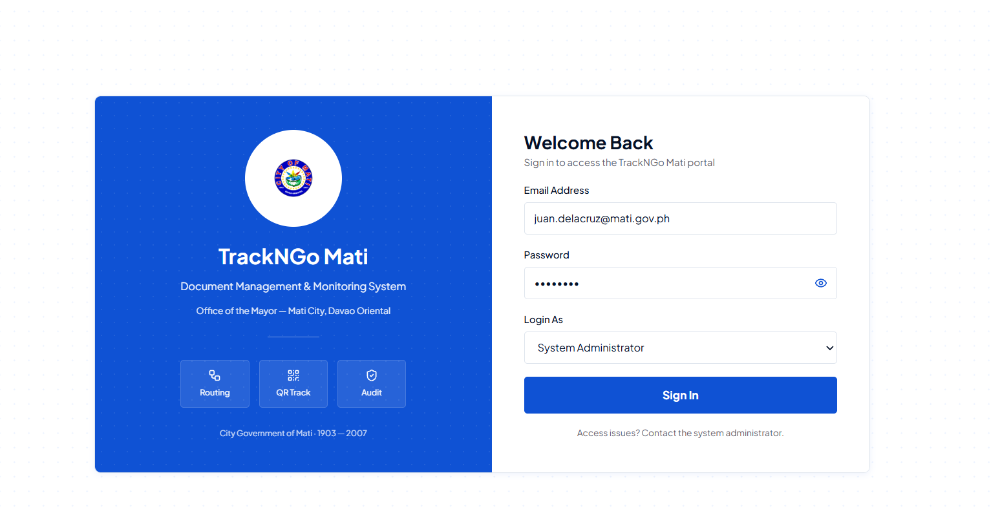 CITY OF MATI
TrackNGo Mati
Document Management & Monitoring System
Office of the Mayor — Mati City, Davao Oriental
Routing
QR Track
Audit
City Government of Mati · 1903 — 2007
Welcome Back
Sign in to access the TrackNGo Mati portal
Email Address
juan.delacruz@mati.gov.ph
Password
••••••••
Login As
System Administrator
Sign In
Access issues? Contact the system administrator.